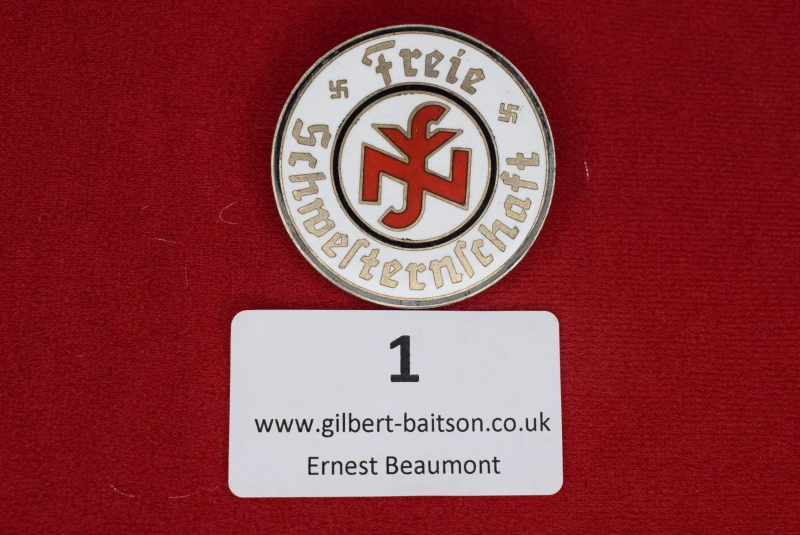 Freie
Schwesternschaft
1
www.gilbert-baitson.co.uk
Ernest Beaumont